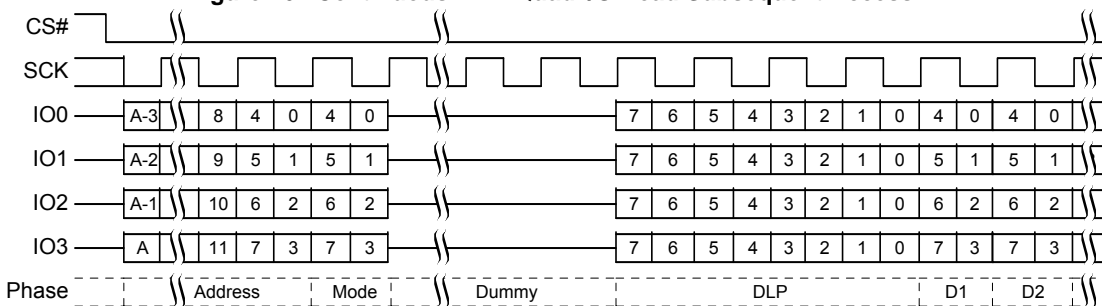 CS#
SCK
IO0 A-3 8 4 0 4 0 7 6 5 4 3 2 1 0 4 0 4 0
IO1 A-2 9 5 1 5 1 7 6 5 4 3 2 1 0 5 1 5 1
IO2 A-1 10 6 2 6 2 7 6 5 4 3 2 1 0 6 2 6 2
IO3 A 11 7 3 7 3 7 6 5 4 3 2 1 0 7 3 7 3
Phase Address Mode Dummy DLP D1 D2